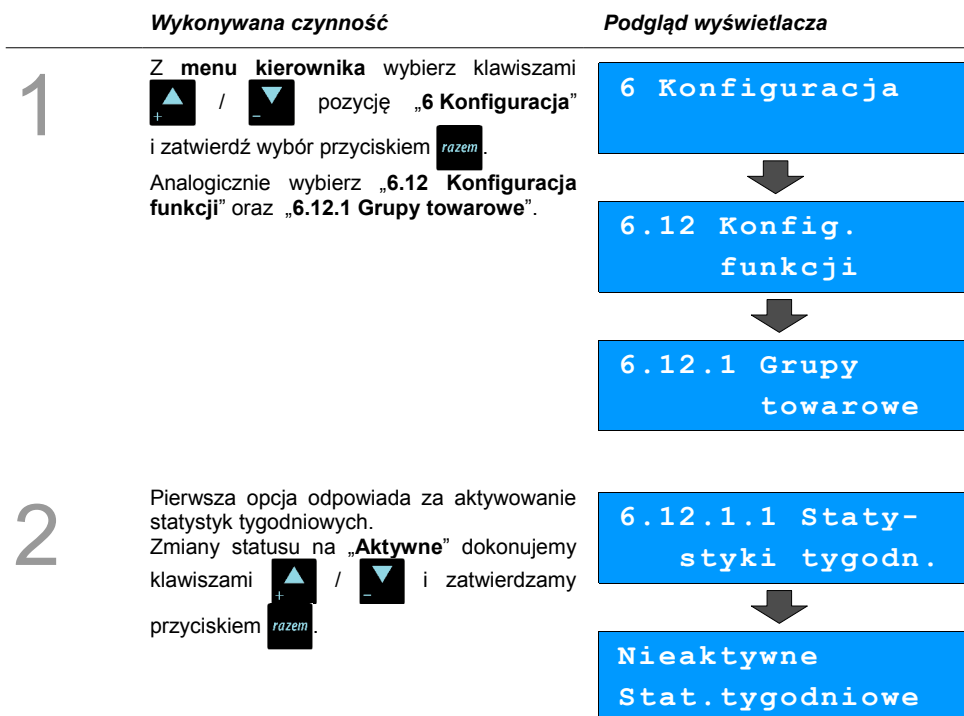 Wykonywana czynność
Podgląd wyświetlacza
1
Z menu kierownika wybierz klawiszami
+ / – pozycję „6 Konfiguracja”
i zatwierdź wybór przyciskiem razem.
Analogicznie wybierz „6.12 Konfiguracja
funkcji” oraz „6.12.1 Grupy towarowe”.
6 Konfiguracja
6.12 Konfig.
funkcji
6.12.1 Grupy
towarowe
2
Pierwsza opcja odpowiada za aktywowanie
statystyk tygodniowych.
Zmiany statusu na „Aktywne” dokonujemy
klawiszami + / – i zatwierdzamy
przyciskiem razem.
6.12.1.1 Staty-
styki tygodn.
Nieaktywne
Stat.tygodniowe